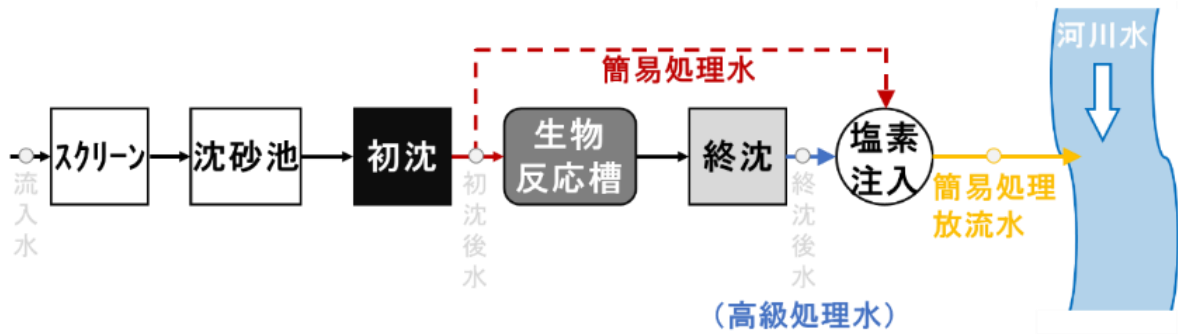 河川水
簡易処理水
スクリーン
沈砂池
初沈
生物
反応槽
終沈
塩素
注入
流入水
初沈後水
終沈後水
簡易処理
放流水
(高級処理水)